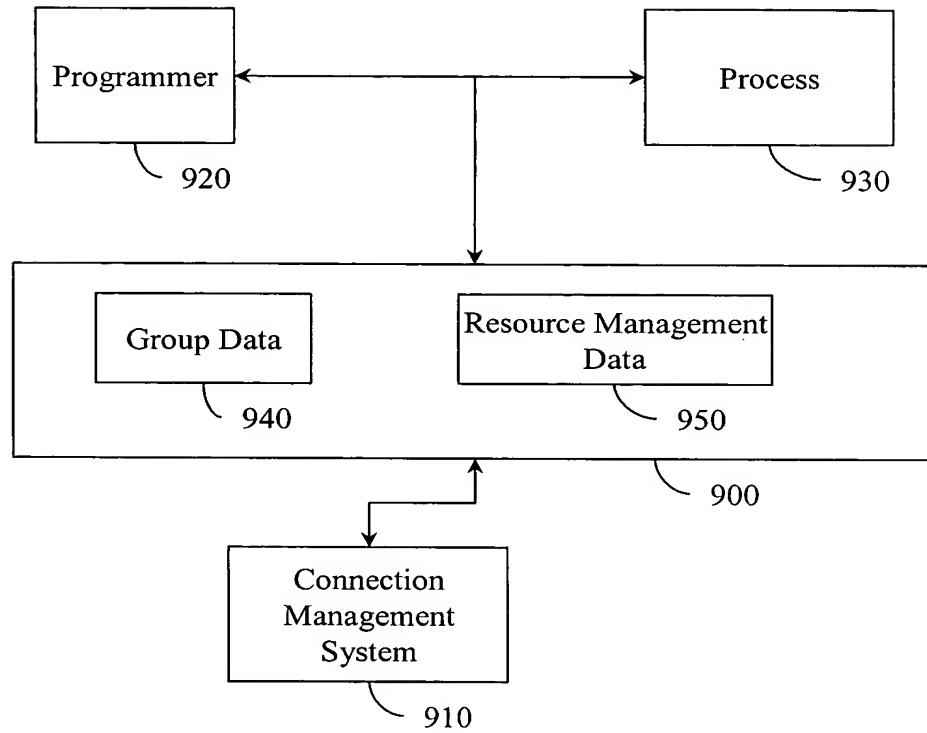 Programmer
Process
920
930
Group Data
Resource Management
Data
940
950
900
Connection
Management
System
910